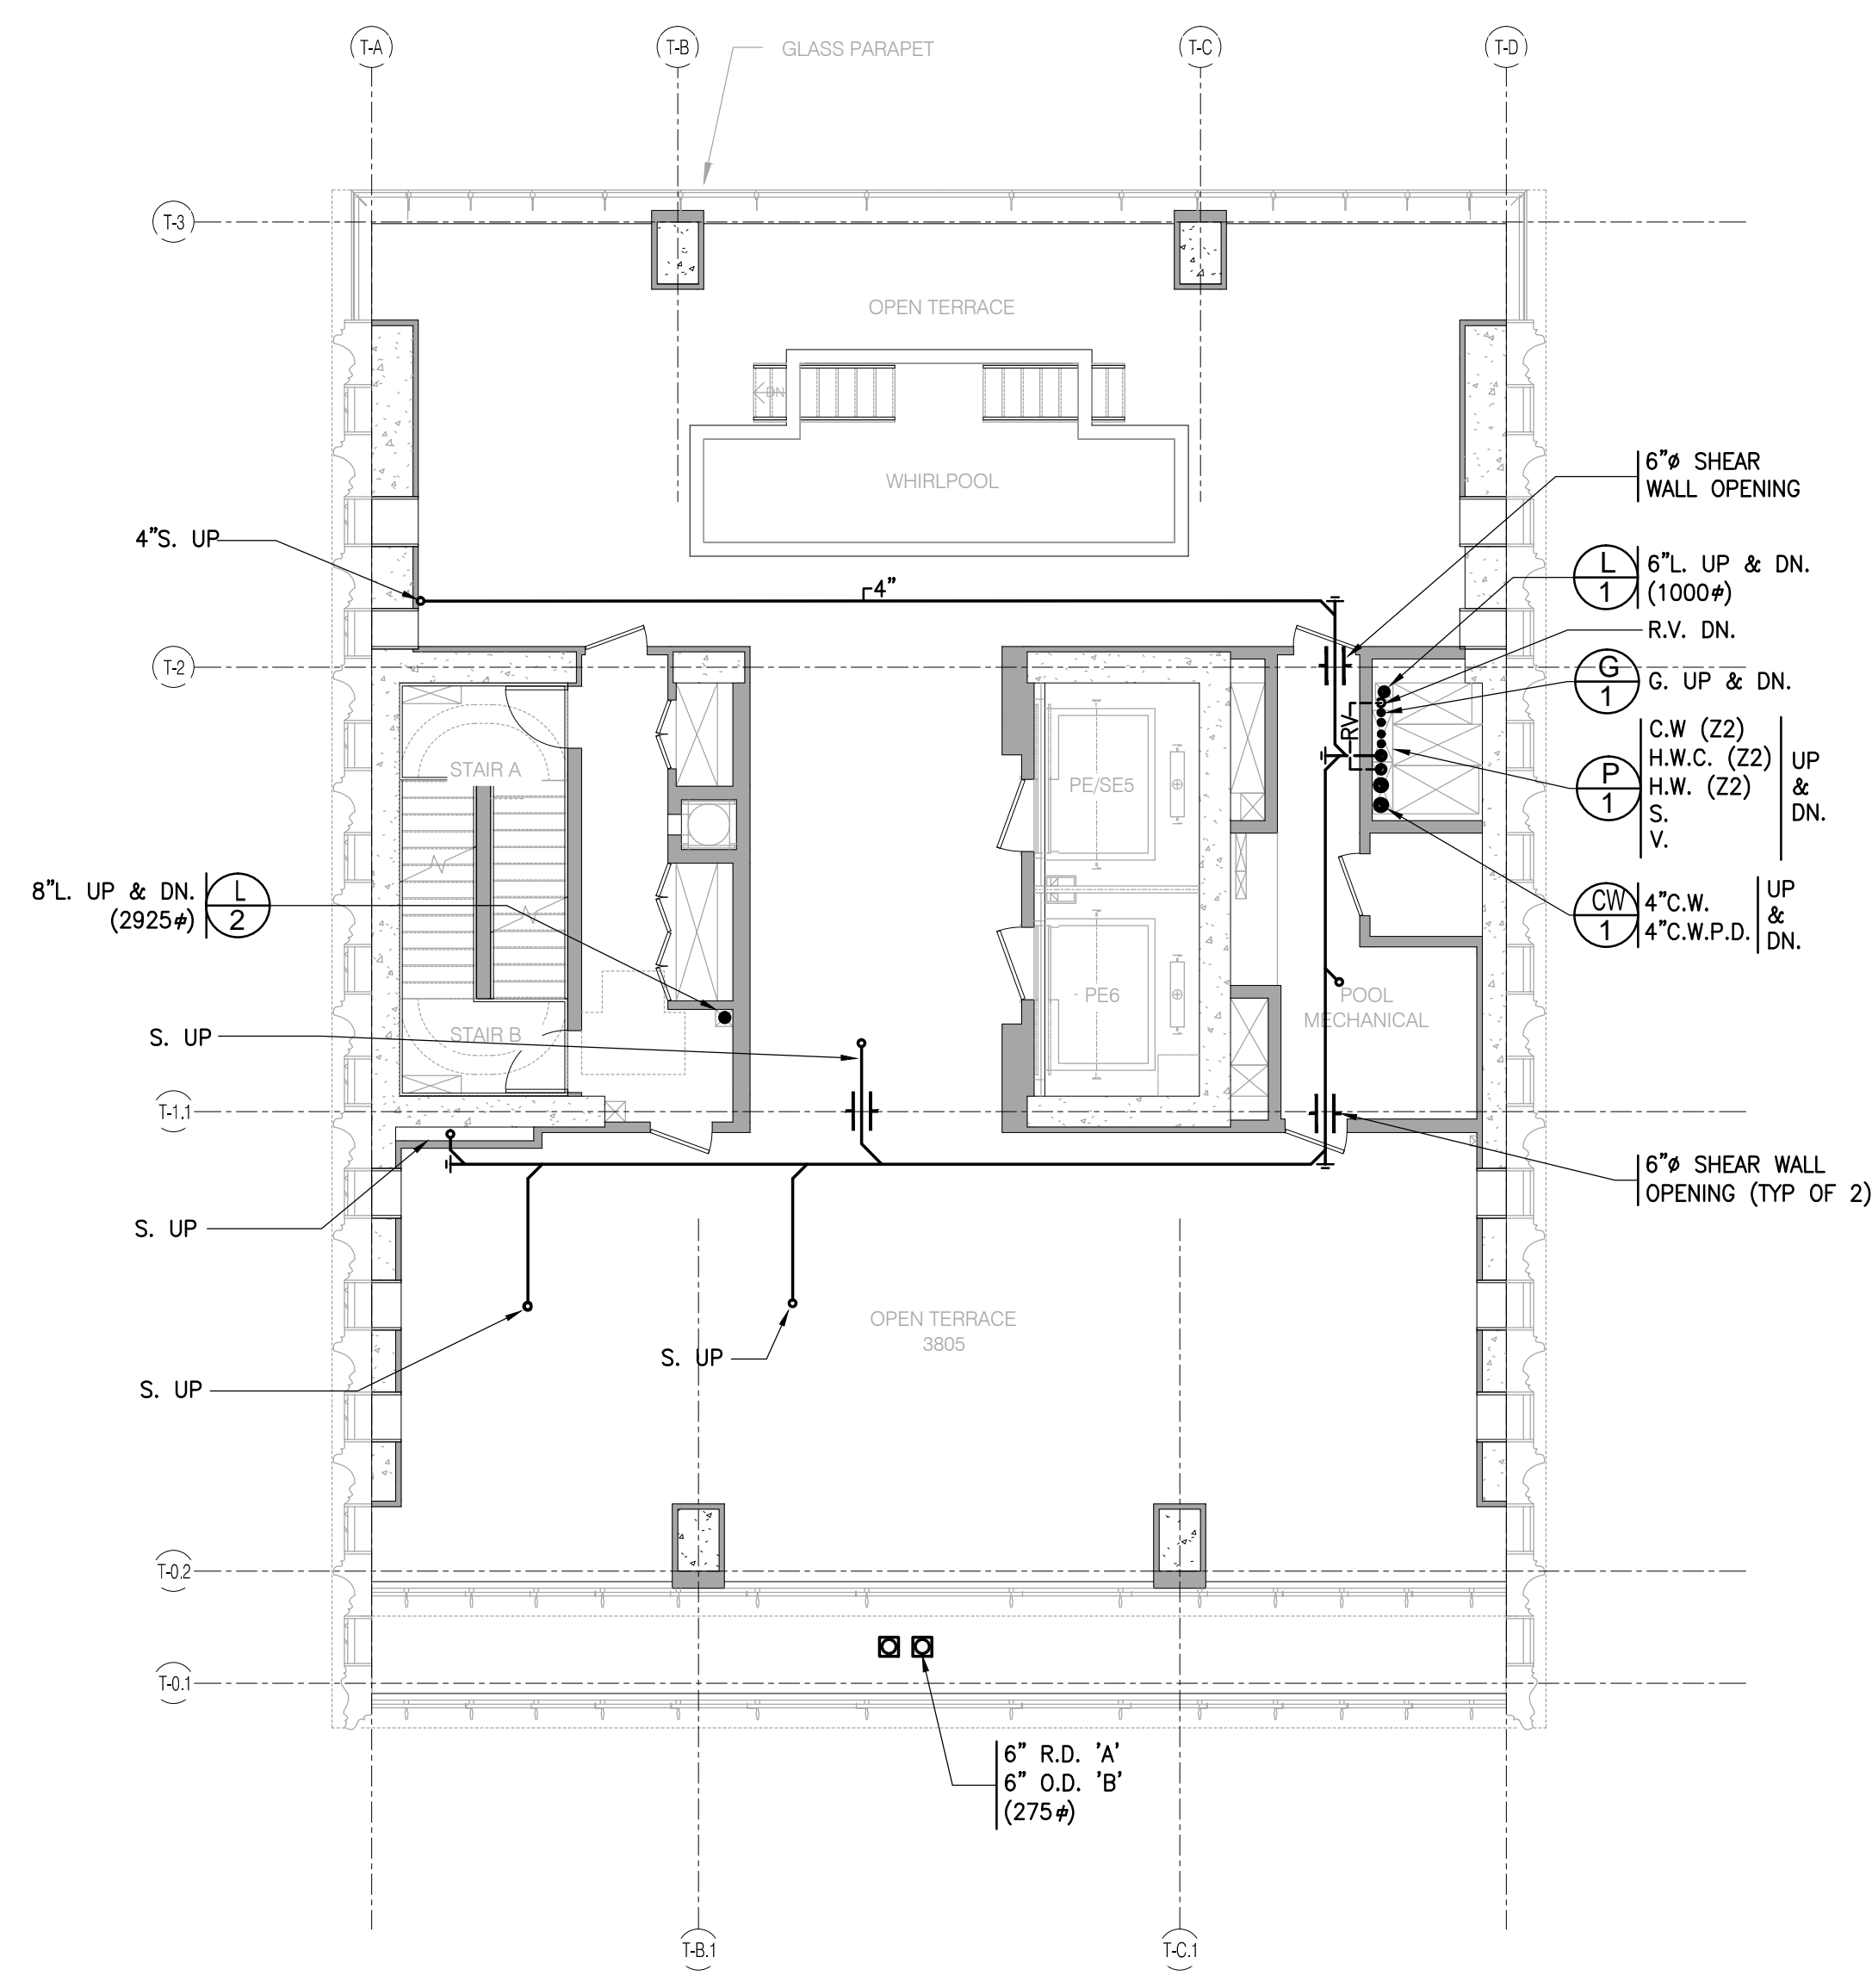 T-A
T-B
GLASS PARAPET
T-C
T-D
T-3
OPEN TERRACE
DN
WHIRLPOOL
6"ø SHEAR
WALL OPENING
4"S. UP
4"
L
1
6"L. UP & DN.
(1000#)
R.V. DN.
T-2
G
1
G. UP & DN.
RV
P
1
C.W (Z2)
H.W.C. (Z2)
H.W. (Z2)
S.
V.
UP
&
DN.
STAIR A
PE/SE5
8"L. UP & DN.
(2925#)
L
2
CW
1
4"C.W.
4"C.W.P.D.
UP
&
DN.
PE6
POOL
MECHANICAL
STAIR B
S. UP
T-1.1
6"ø SHEAR WALL
OPENING (TYP OF 2)
S. UP
S. UP
S. UP
OPEN TERRACE
3805
T-0.2
T-0.1
6" R.D. 'A'
6" O.D. 'B'
(275#)
T-B.1
T-C.1